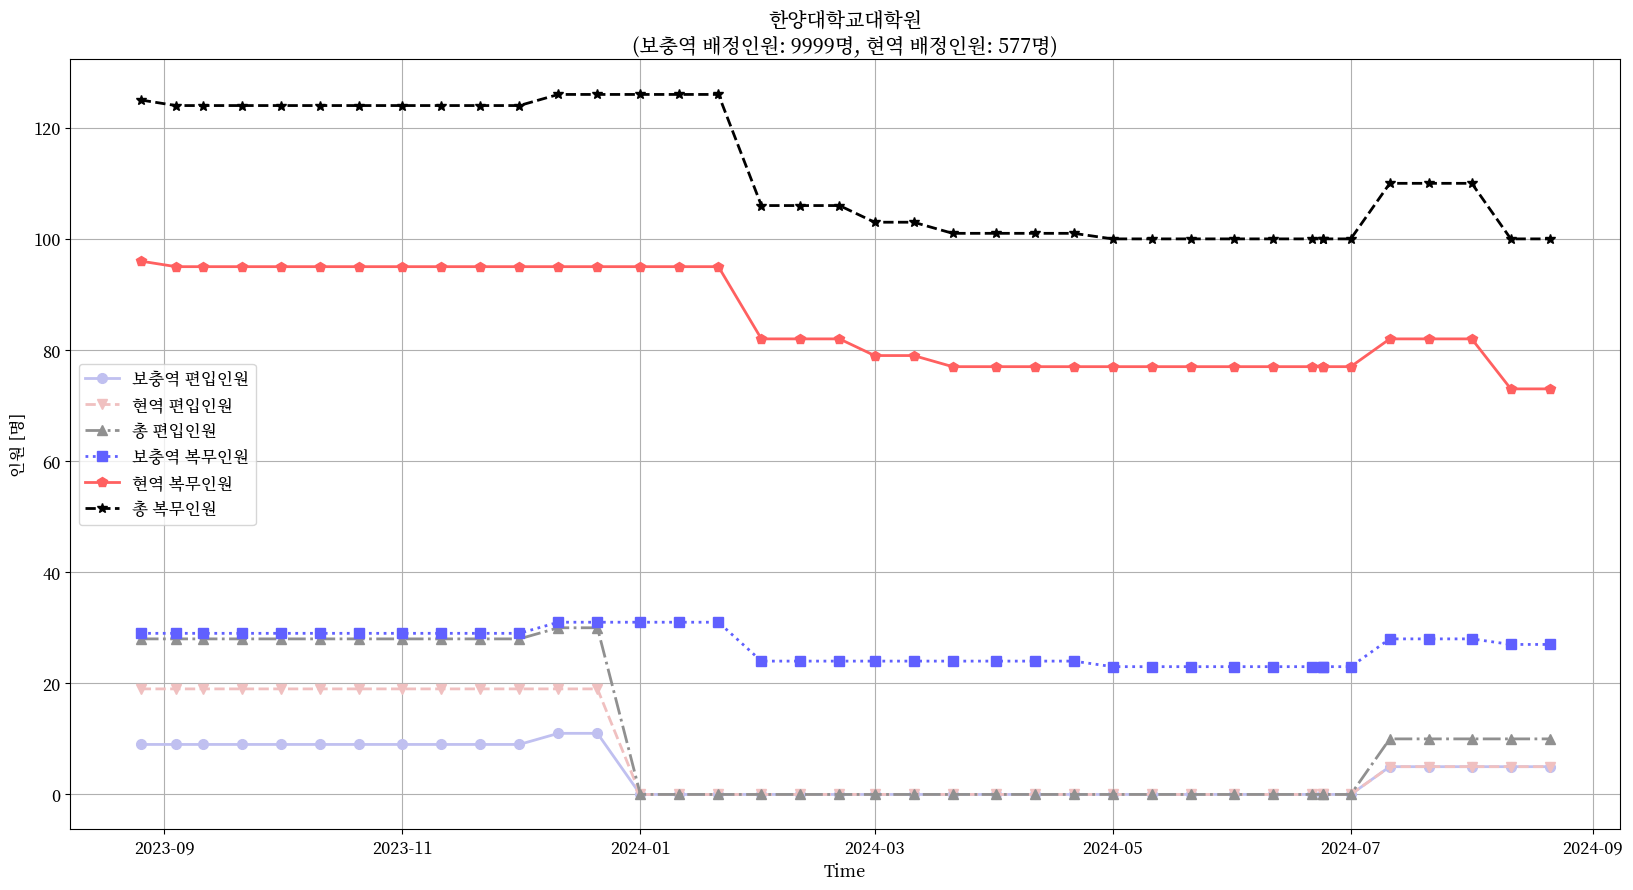 한양대학교대학원
(보충역 배정인원: 9999명, 현역 배정인원: 577명)
120
100
80
60
40
20
0
인원 [명]
보충역 편입인원
현역 편입인원
총 편입인원
보충역 복무인원
현역 복무인원
총 복무인원
2023-09
2023-11
2024-01
2024-03
2024-05
2024-07
2024-09
Time